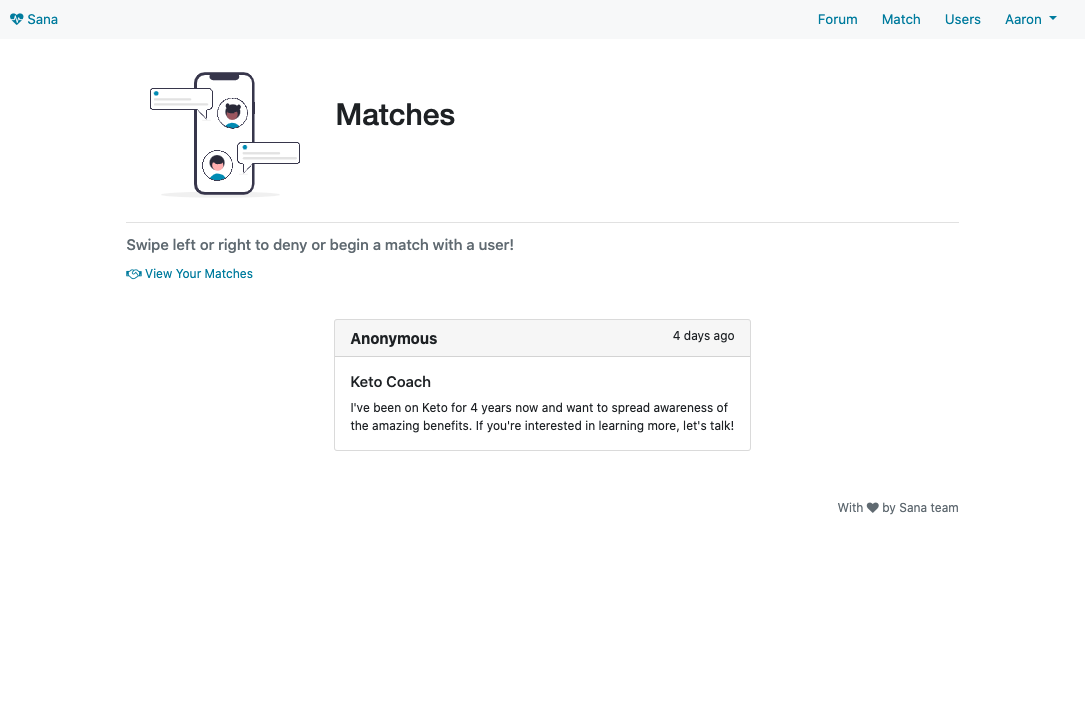 Sana
Forum Match Users Aaron
Matches
Swipe left or right to deny or begin a match with a user!
View Your Matches
Anonymous 4 days ago
Keto Coach
I've been on Keto for 4 years now and want to spread awareness of
the amazing benefits. If you're interested in learning more, let's talk!
With ♥ by Sana team